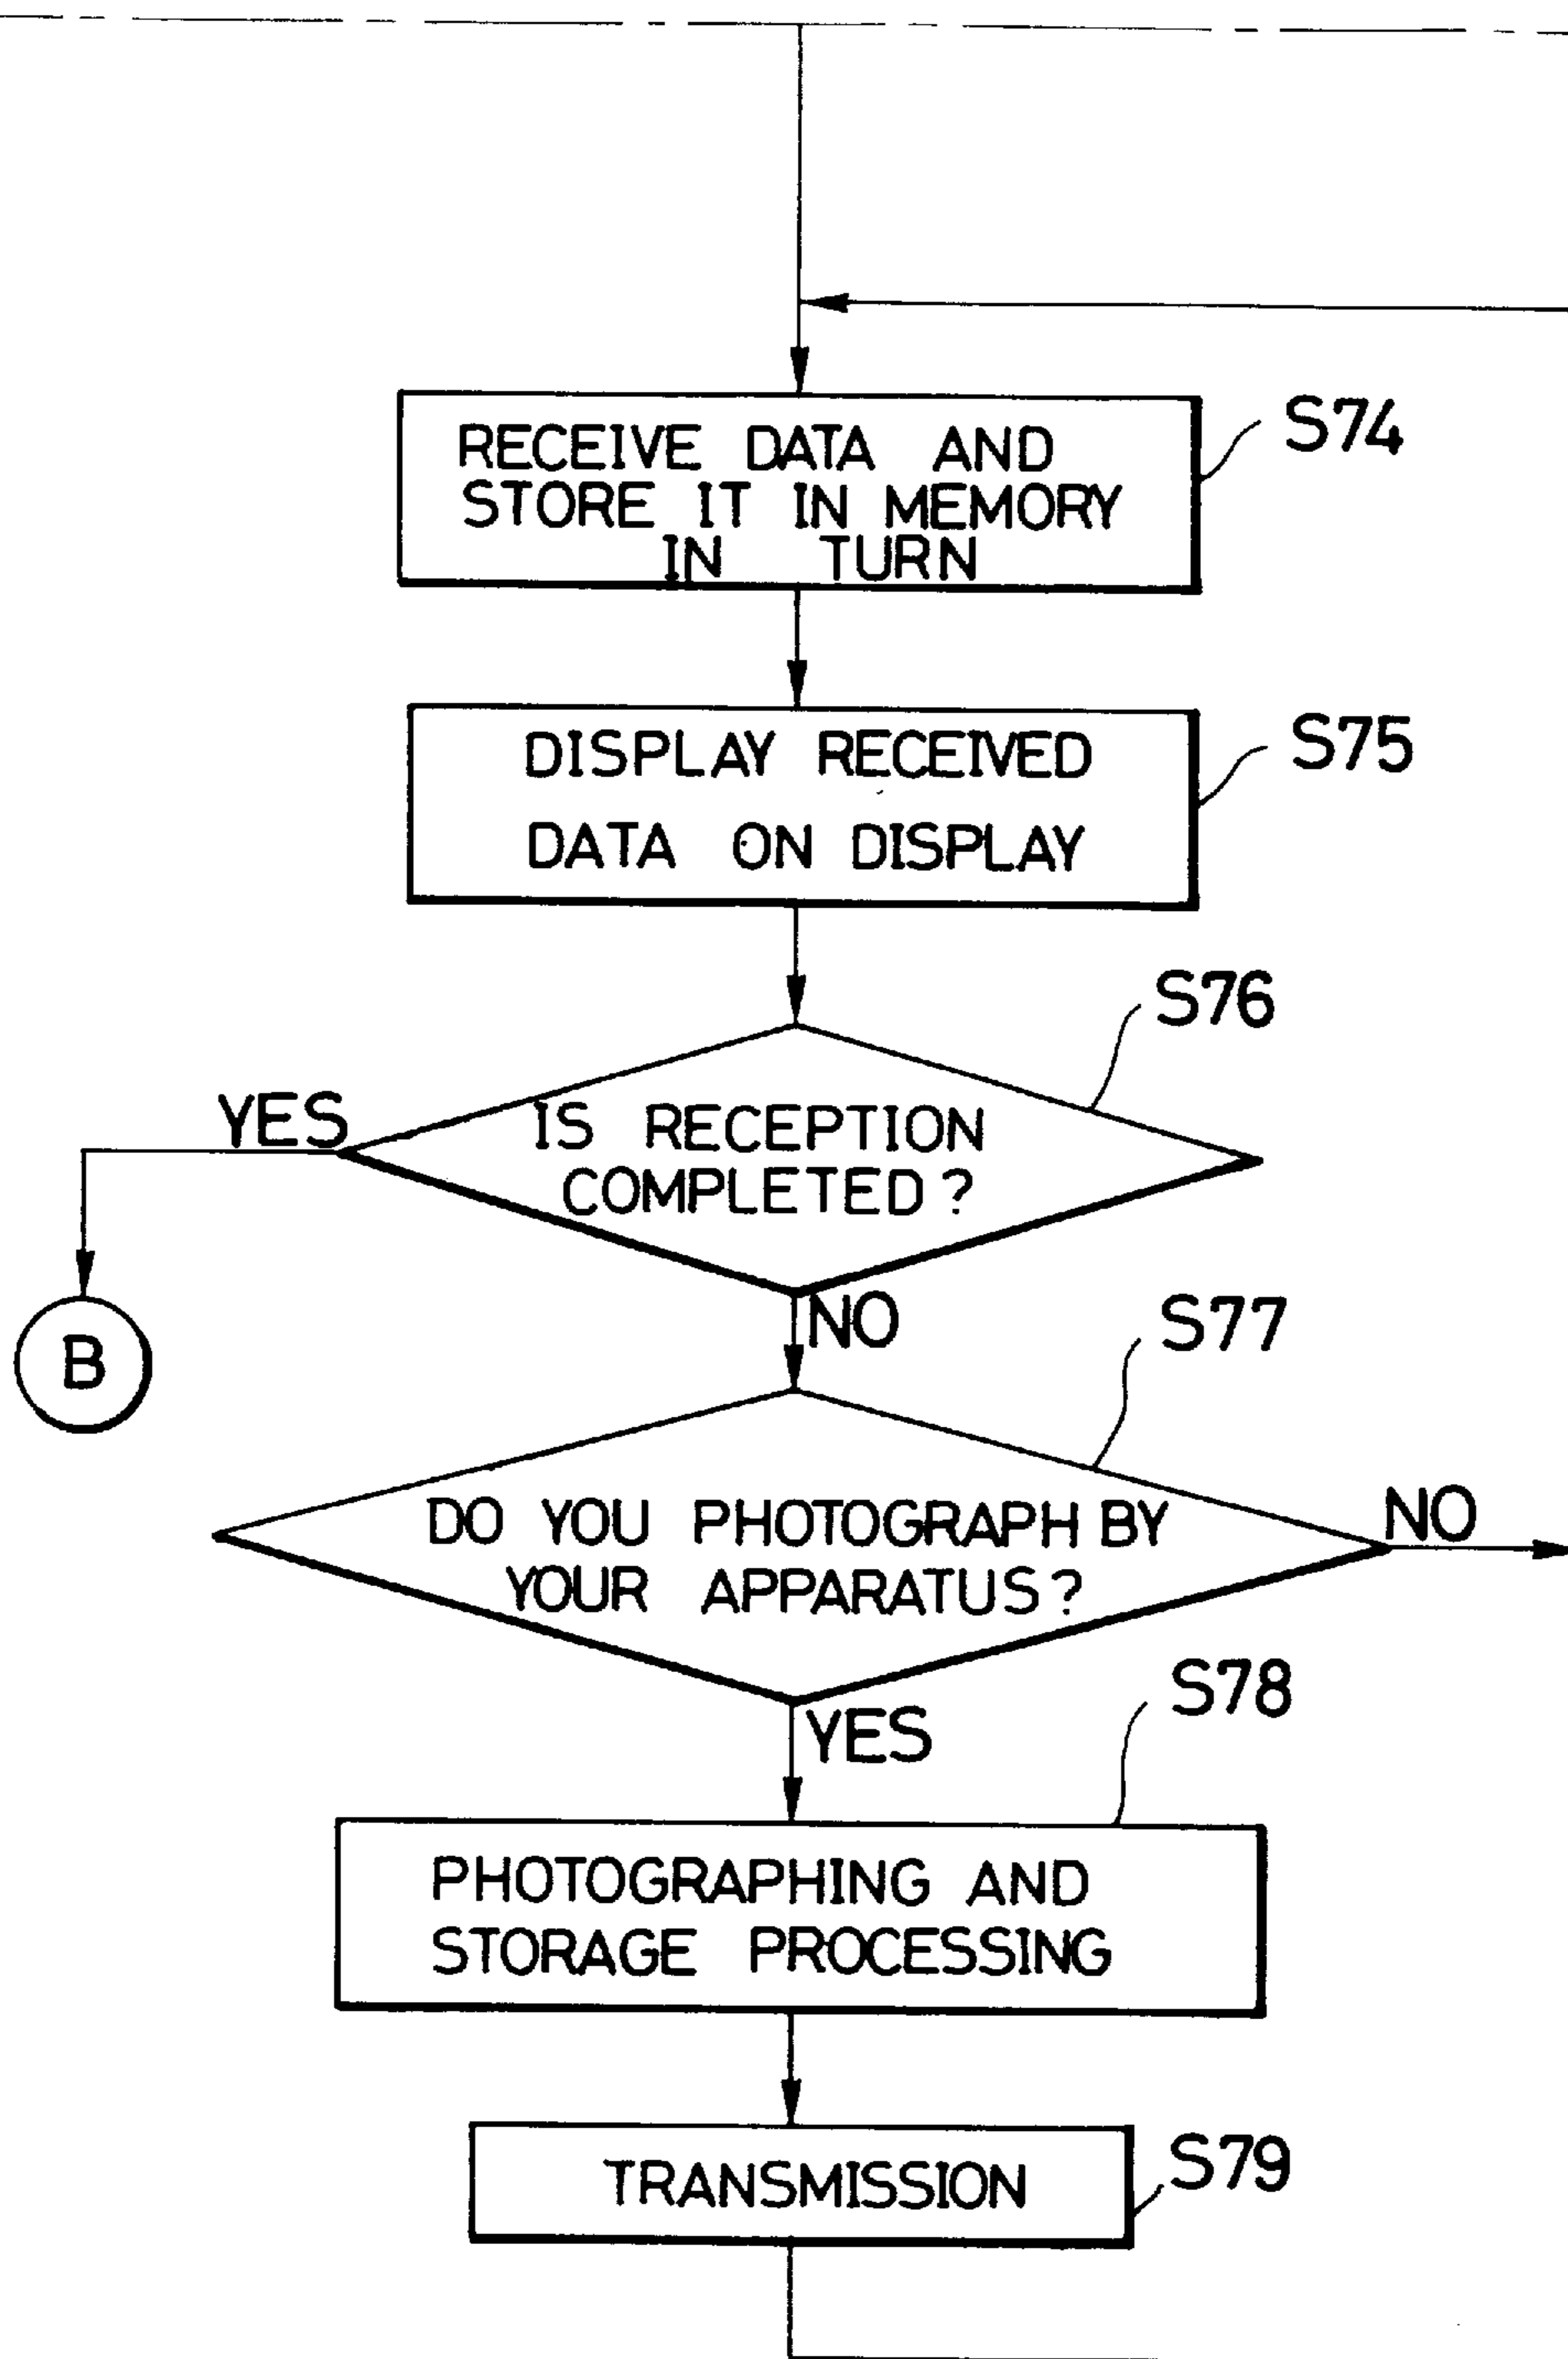 RECEIVE DATA AND
STORE IT IN MEMORY
IN TURN
S74
DISPLAY RECEIVED
DATA ON DISPLAY
S75
S76
YES
IS RECEPTION
COMPLETED?
NO
B
S77
DO YOU PHOTOGRAPH BY
YOUR APPARATUS?
NO
YES
S78
PHOTOGRAPHING AND
STORAGE PROCESSING
TRANSMISSION
S79